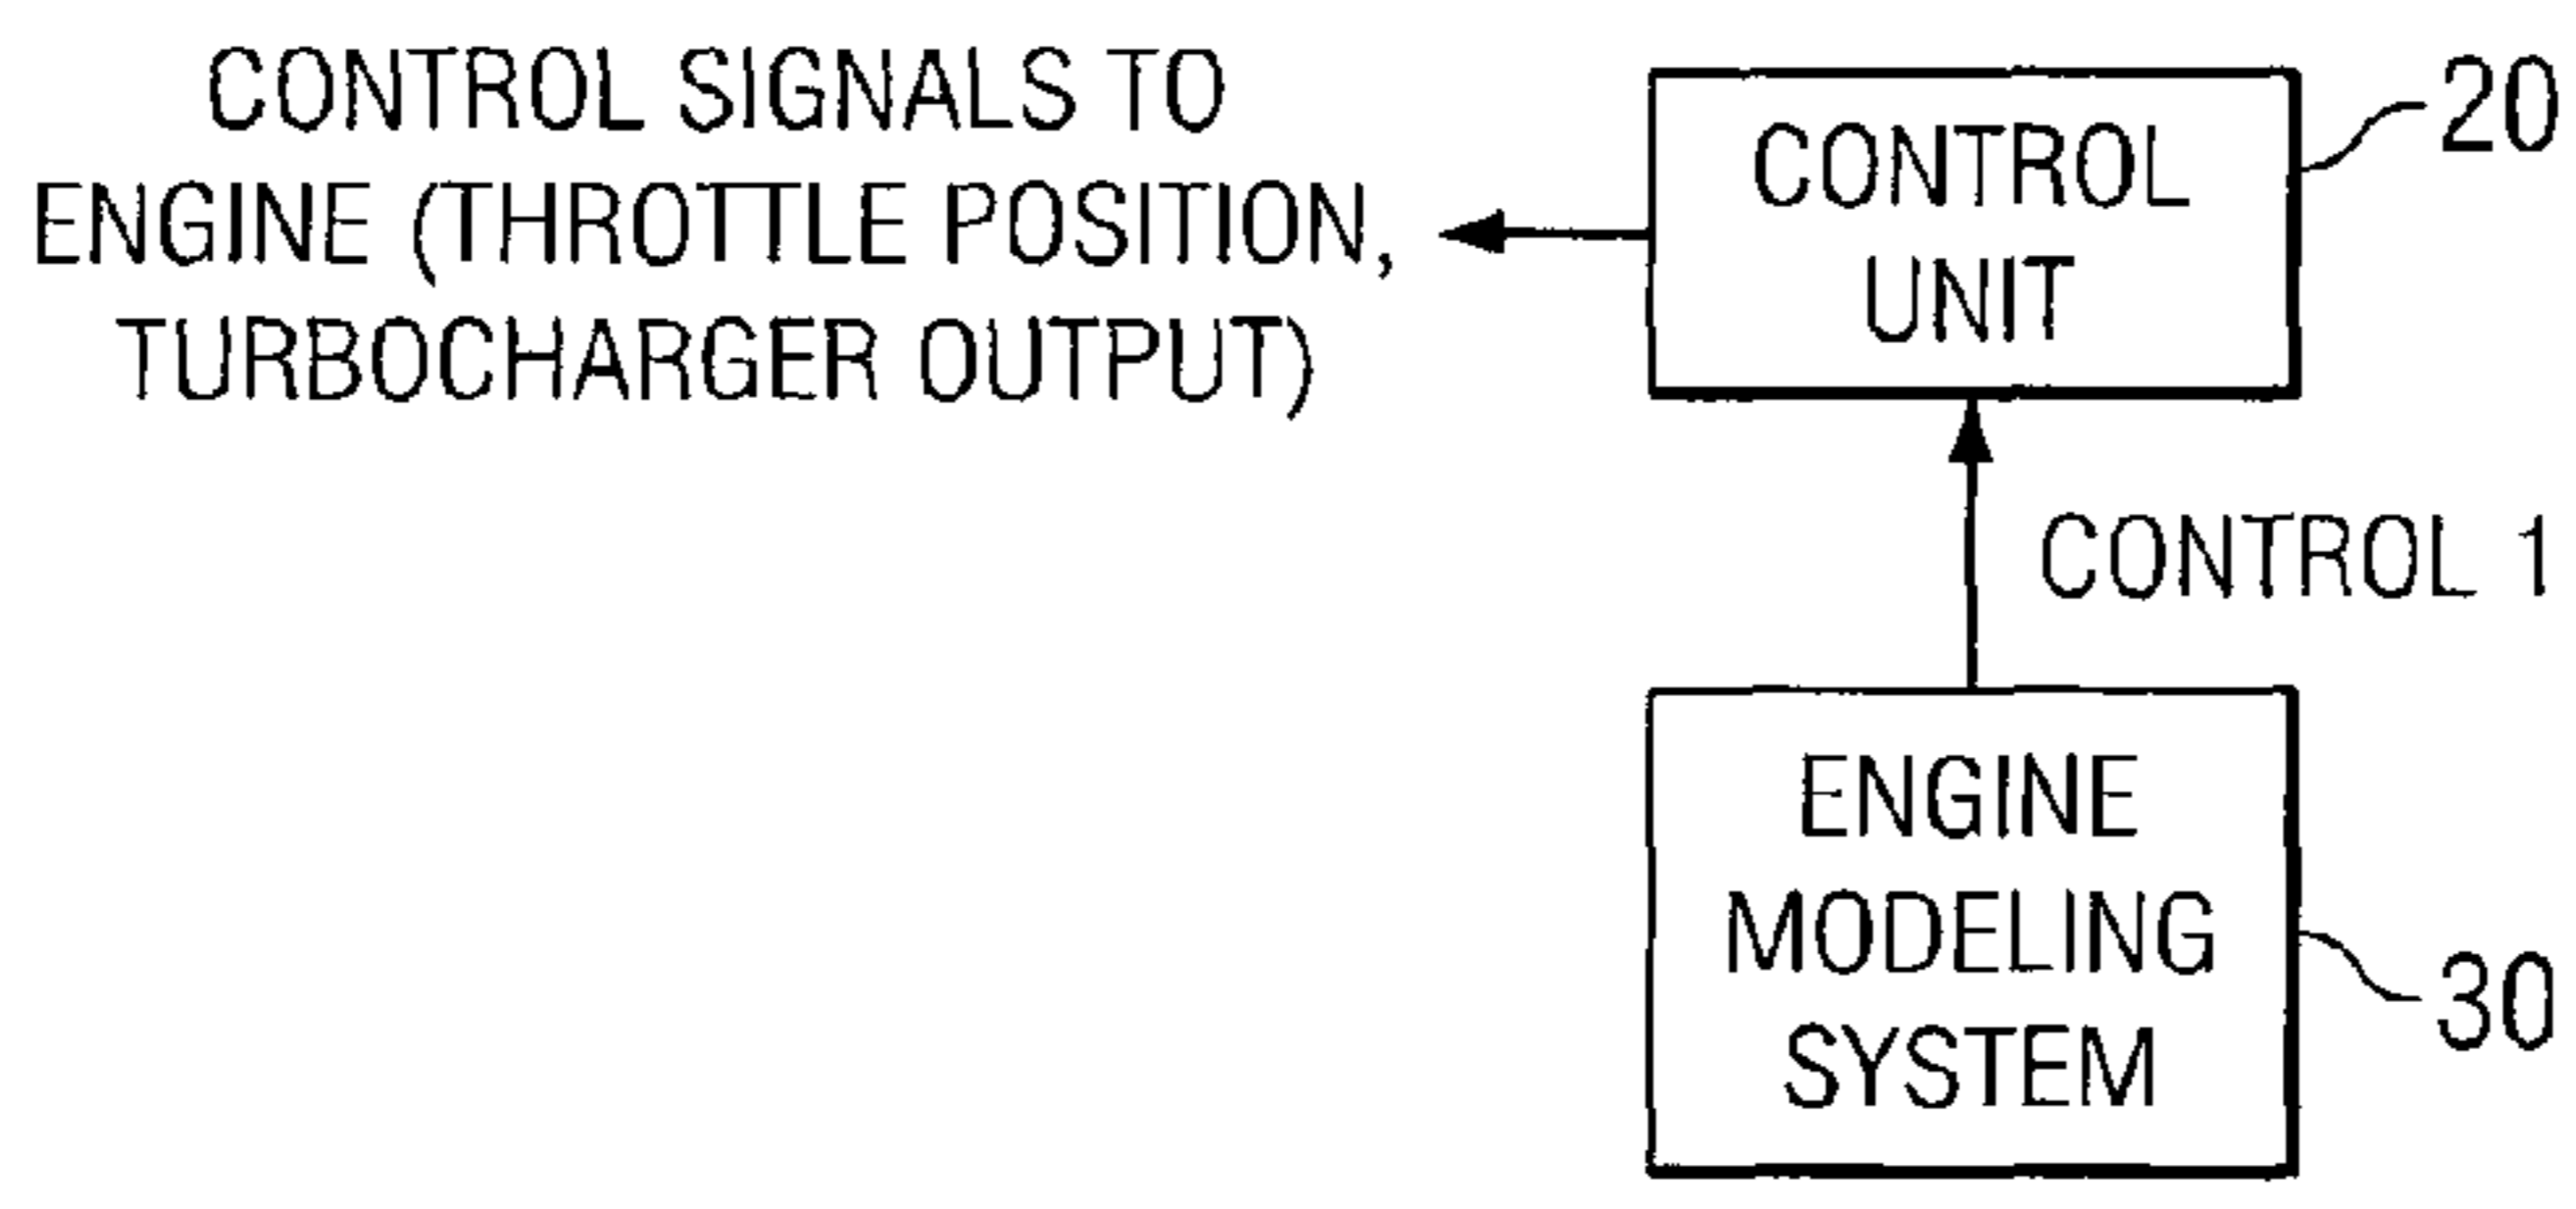 CONTROL SIGNALS TO
ENGINE (THROTTLE POSITION,
TURBOCHARGER OUTPUT)
CONTROL
UNIT
20
CONTROL 1
ENGINE
MODELING
SYSTEM
30